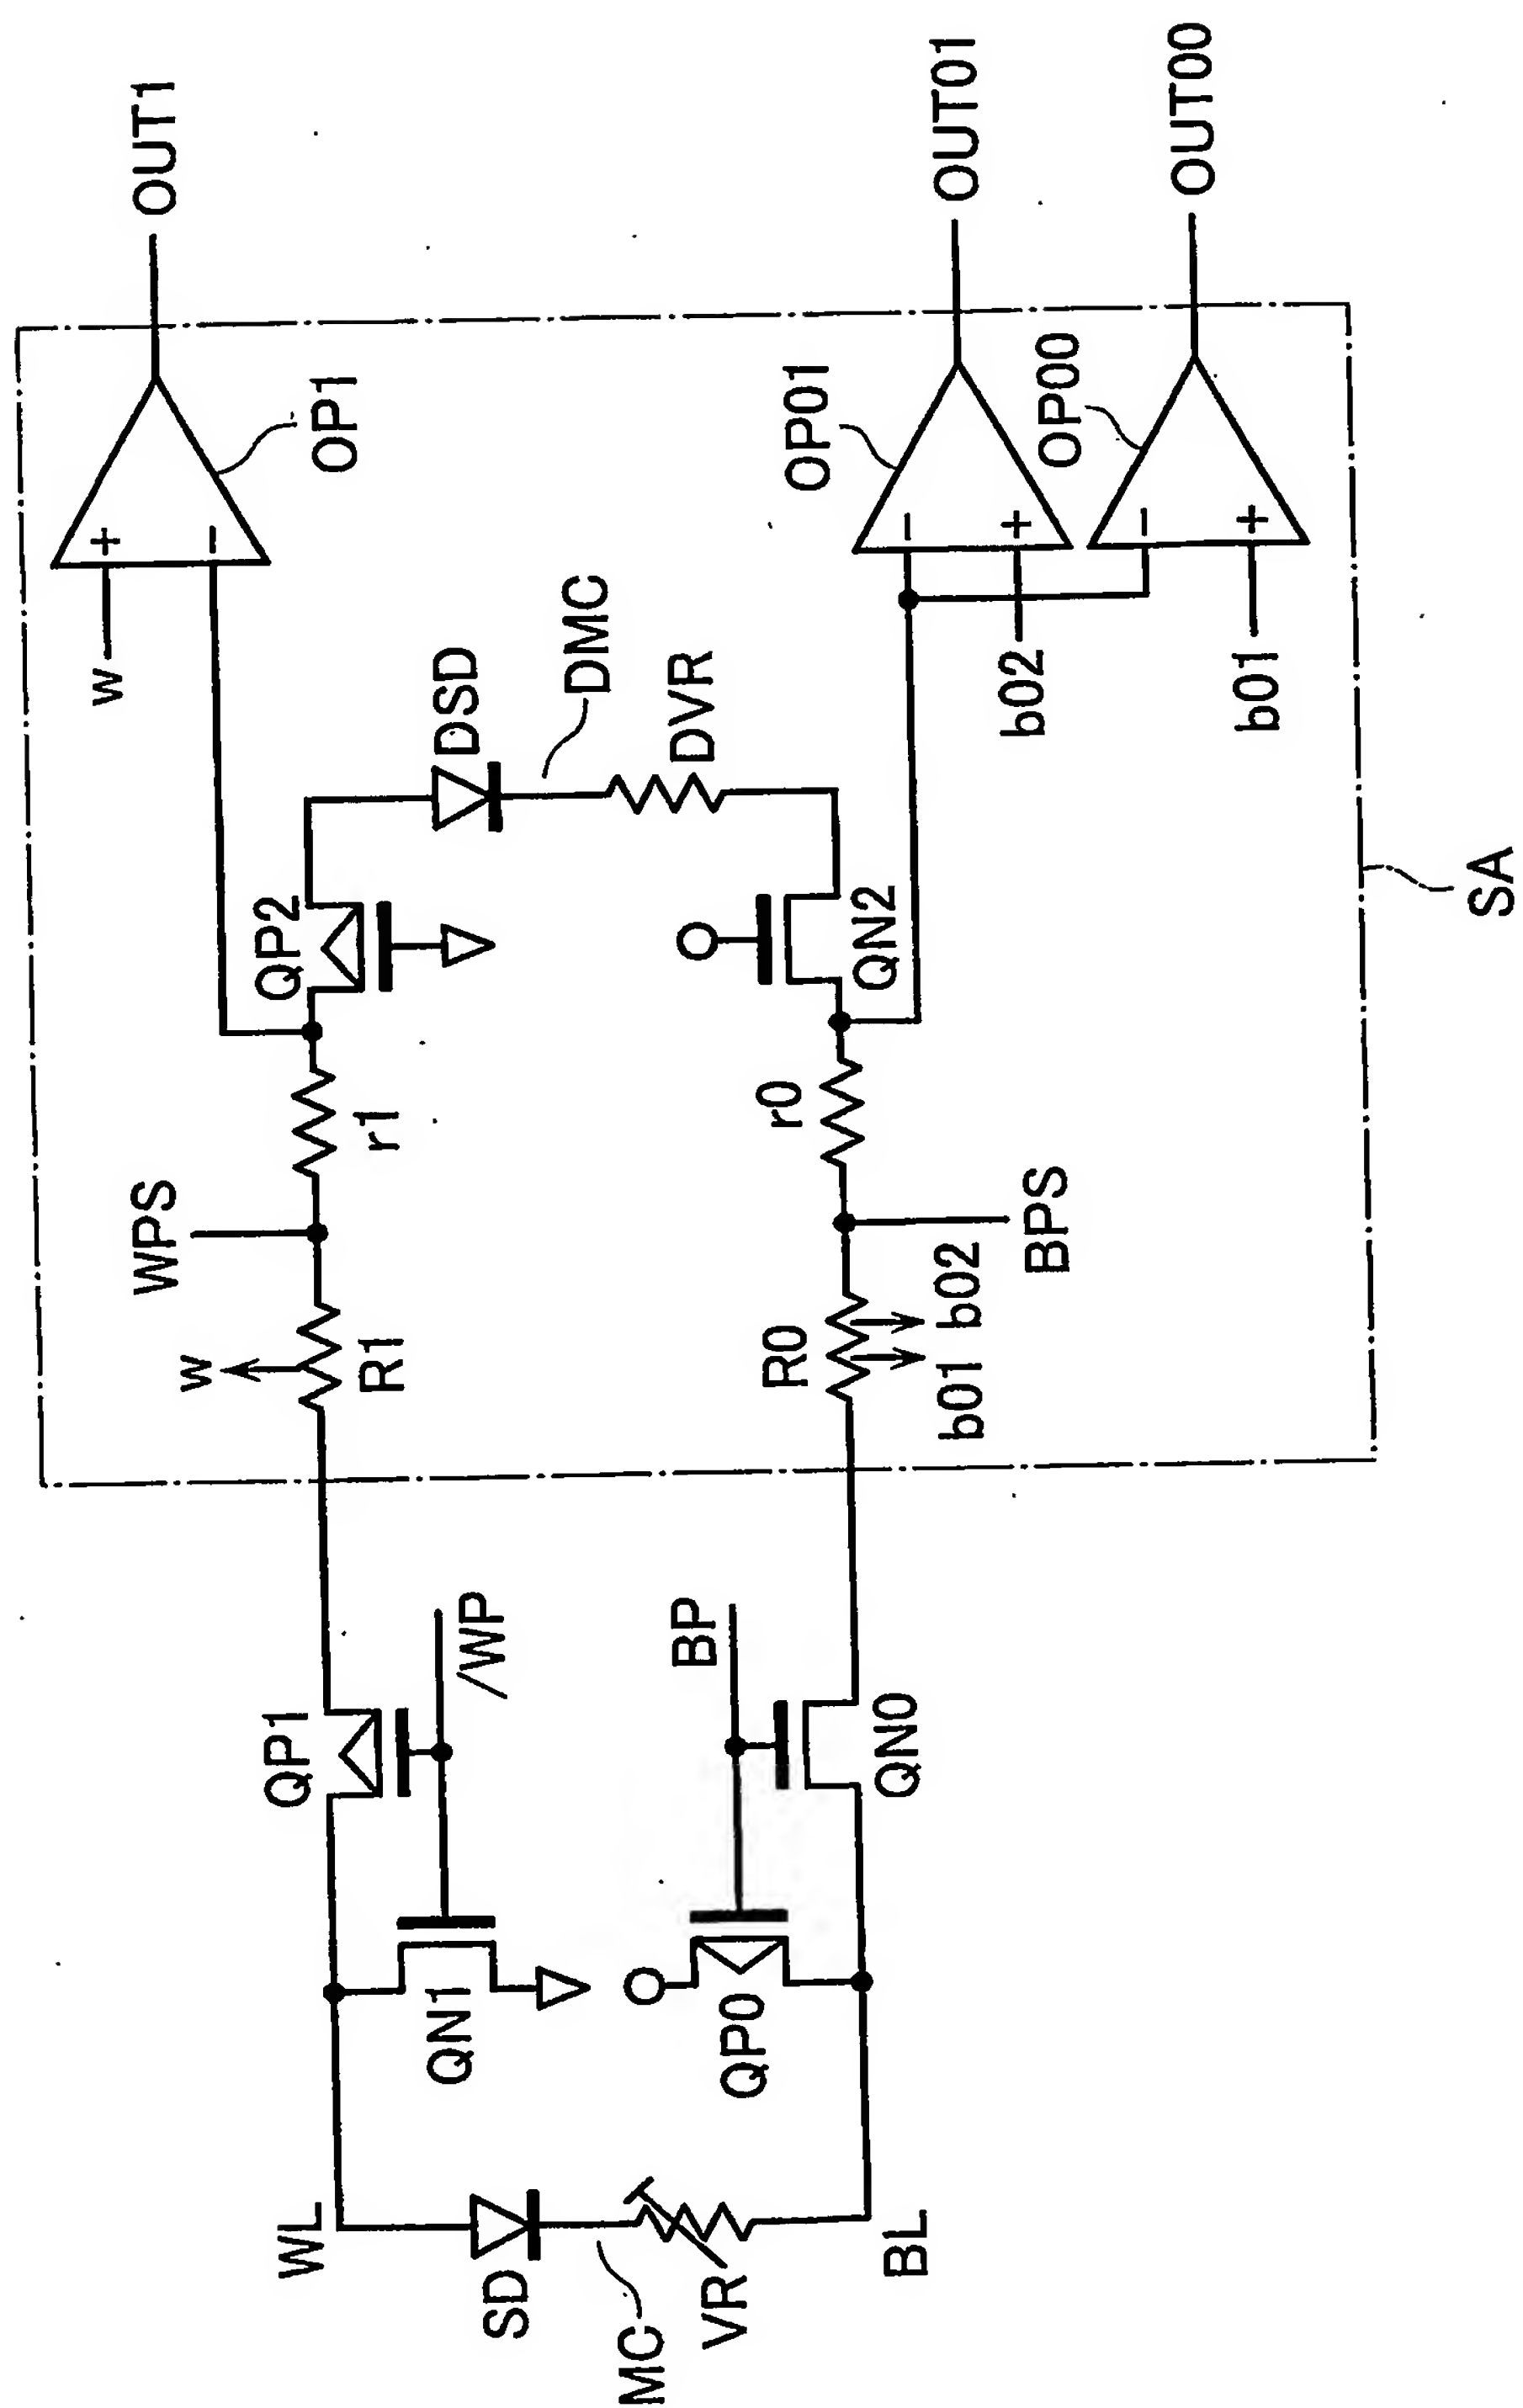 OUT1
OUT01
OUT00
OP1
OP01
OP00
+
-
-
+
-
+
w
b02
b01
DSD
DMC
DVR
QP2
QN2
SA
r1
r0
WPS
BPS
w
R1
R0
b01 b02
/WP
BP
QP1
QN0
QN1
QP0
WL
SD
MC
VR
BL